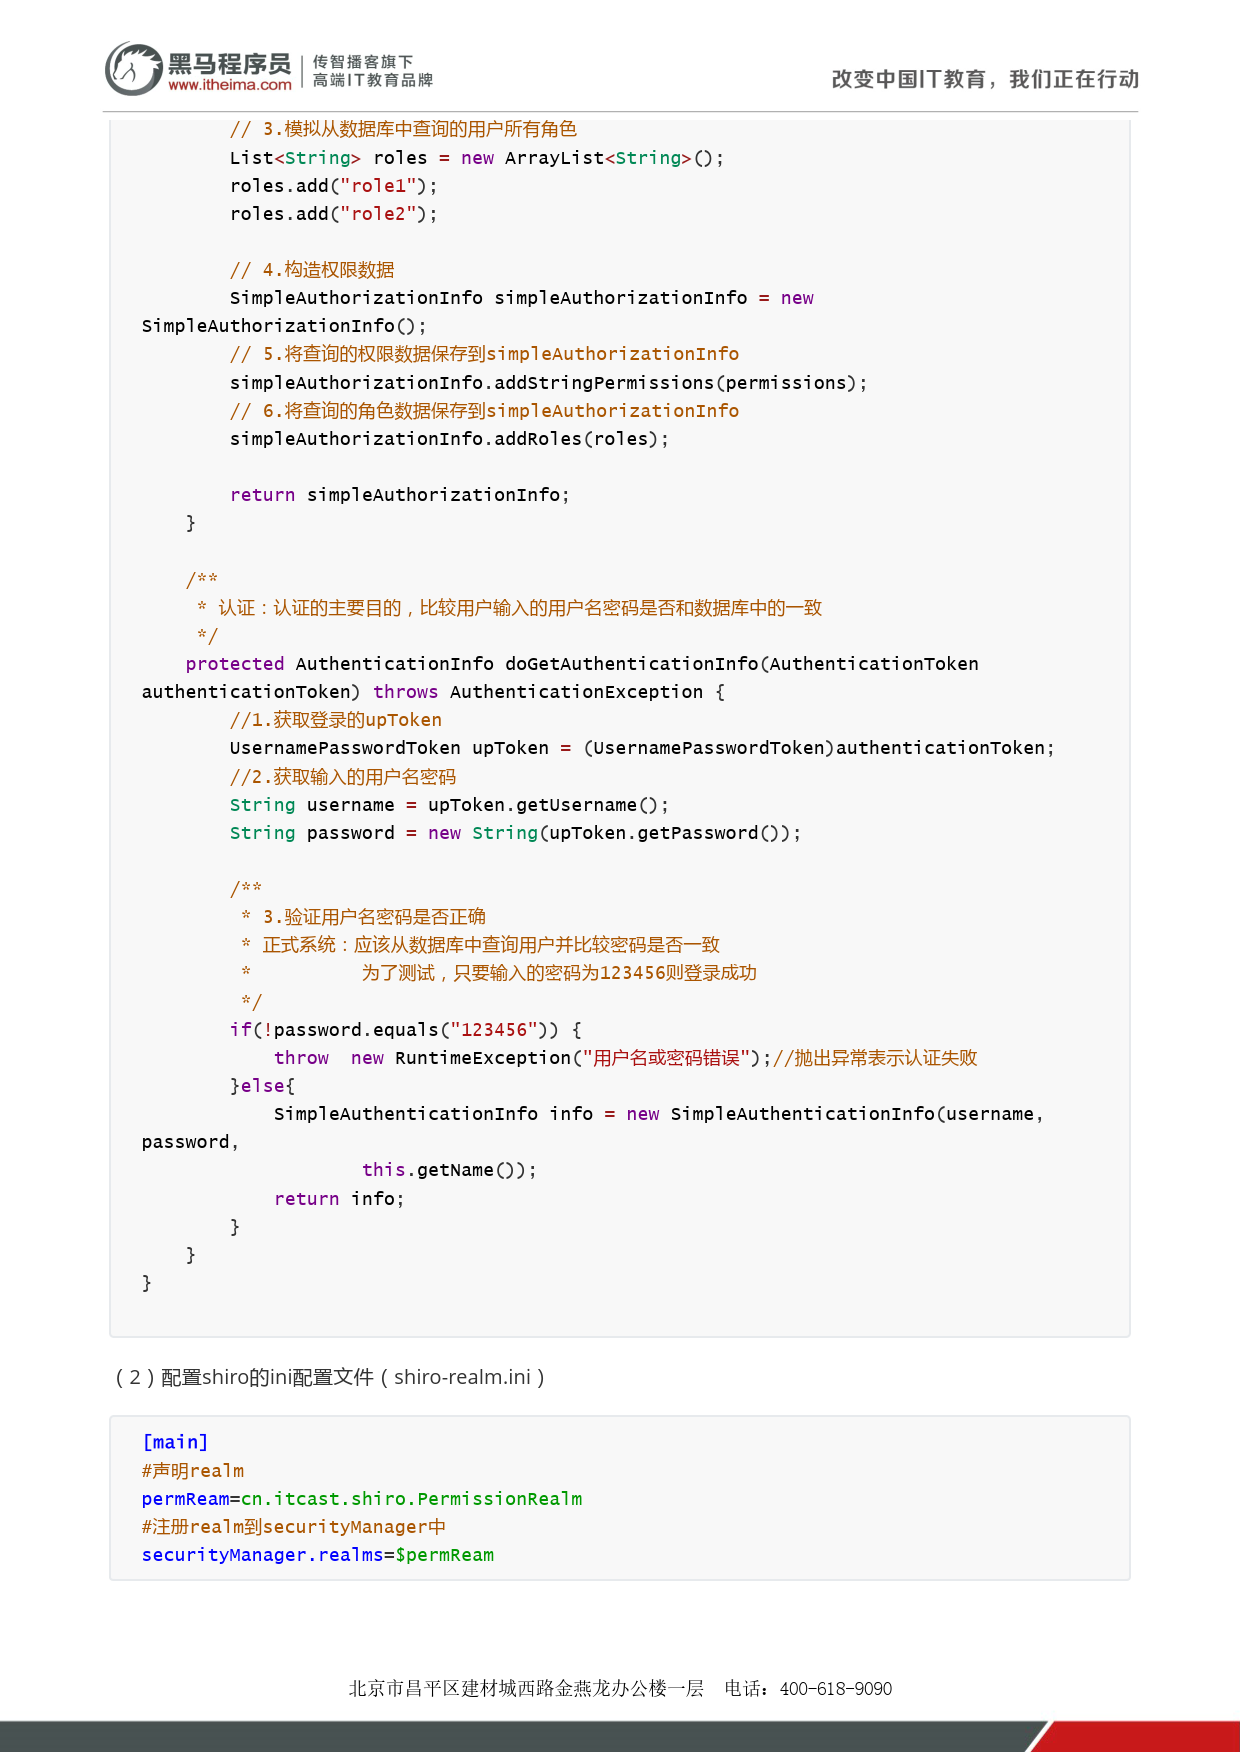 黑马程序员
www.itheima.com
传智播客旗下
高端IT教育品牌
改变中国IT教育，我们正在行动
// 3.模拟从数据库中查询的用户所有角色
List<String> roles = new ArrayList<String>();
roles.add("role1");
roles.add("role2");
// 4.构造权限数据
SimpleAuthorizationInfo simpleAuthorizationInfo = new
SimpleAuthorizationInfo();
// 5.将查询的权限数据保存到simpleAuthorizationInfo
simpleAuthorizationInfo.addStringPermissions(permissions);
// 6.将查询的角色数据保存到simpleAuthorizationInfo
simpleAuthorizationInfo.addRoles(roles);
return simpleAuthorizationInfo;
}
/**
* 认证：认证的主要目的，比较用户输入的用户名密码是否和数据库中的一致
*/
protected AuthenticationInfo doGetAuthenticationInfo(AuthenticationToken
authenticationToken) throws AuthenticationException {
//1.获取登录的upToken
UsernamePasswordToken upToken = (UsernamePasswordToken)authenticationToken;
//2.获取输入的用户名密码
String username = upToken.getUsername();
String password = new String(upToken.getPassword());
/**
* 3.验证用户名密码是否正确
* 正式系统：应该从数据库中查询用户并比较密码是否一致
* 为了测试，只要输入的密码为123456则登录成功
*/
if(!password.equals("123456")) {
throw  new RuntimeException("用户名或密码错误");//抛出异常表示认证失败
}else{
SimpleAuthenticationInfo info = new SimpleAuthenticationInfo(username,
password,
this.getName());
return info;
}
}
}
（2）配置shiro的ini配置文件（shiro-realm.ini）
[main]
#声明realm
permReam=cn.itcast.shiro.PermissionRealm
#注册realm到securityManager中
securityManager.realms=$permReam
北京市昌平区建材城西路金燕龙办公楼一层 电话：400-618-9090